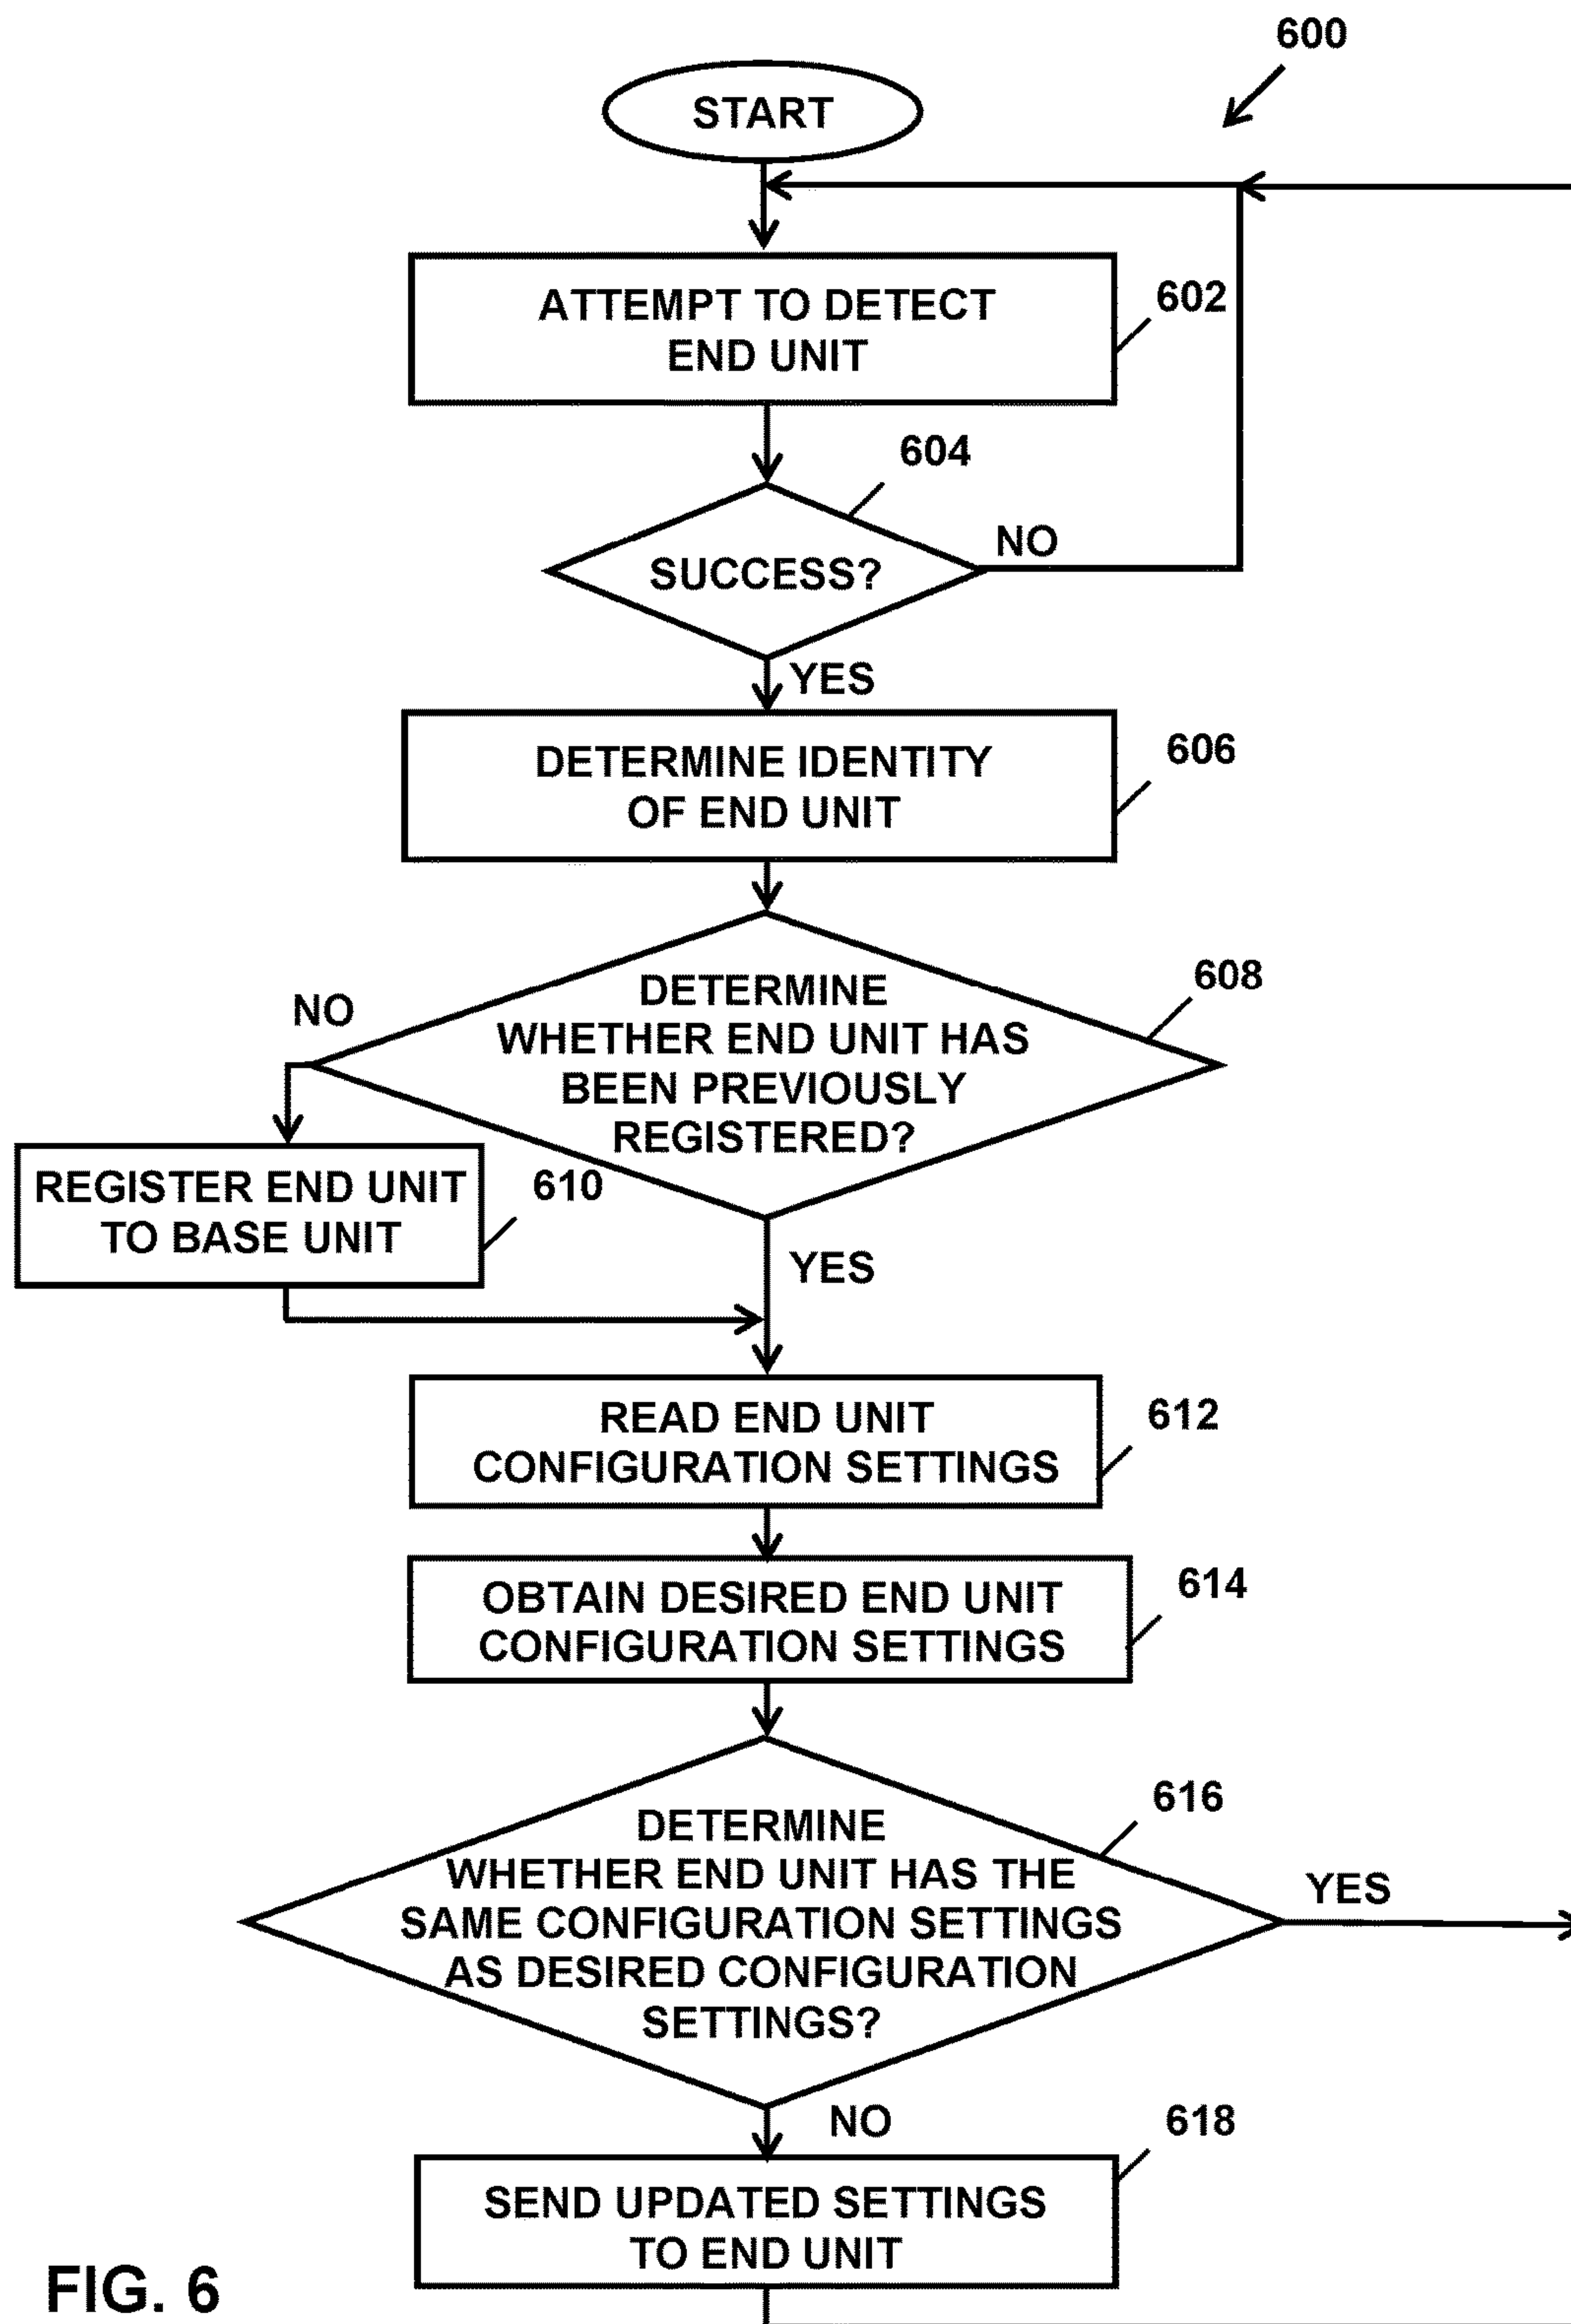 600
START
ATTEMPT TO DETECT
END UNIT
602
604
SUCCESS?
NO
YES
DETERMINE IDENTITY
OF END UNIT
606
608
NO
DETERMINE
WHETHER END UNIT HAS
BEEN PREVIOUSLY
REGISTERED?
REGISTER END UNIT
TO BASE UNIT
610
YES
READ END UNIT
CONFIGURATION SETTINGS
612
OBTAIN DESIRED END UNIT
CONFIGURATION SETTINGS
614
616
DETERMINE
WHETHER END UNIT HAS THE
SAME CONFIGURATION SETTINGS
AS DESIRED CONFIGURATION
SETTINGS?
YES
NO
618
SEND UPDATED SETTINGS
TO END UNIT
FIG. 6